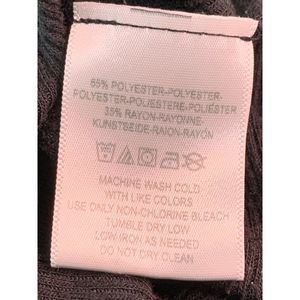 65% POLYESTER-POLYESTER-
POLYESTER-POLIESTERE-POLIÉSTER
35% RAYON-RAYONNE-
KUNSTSEIDE-RAION-RAYÓN
MACHINE WASH COLD
WITH LIKE COLORS
USE ONLY NON-CHLORINE BLEACH
TUMBLE DRY LOW
LOW IRON AS NEEDED
DO NOT DRY CLEAN